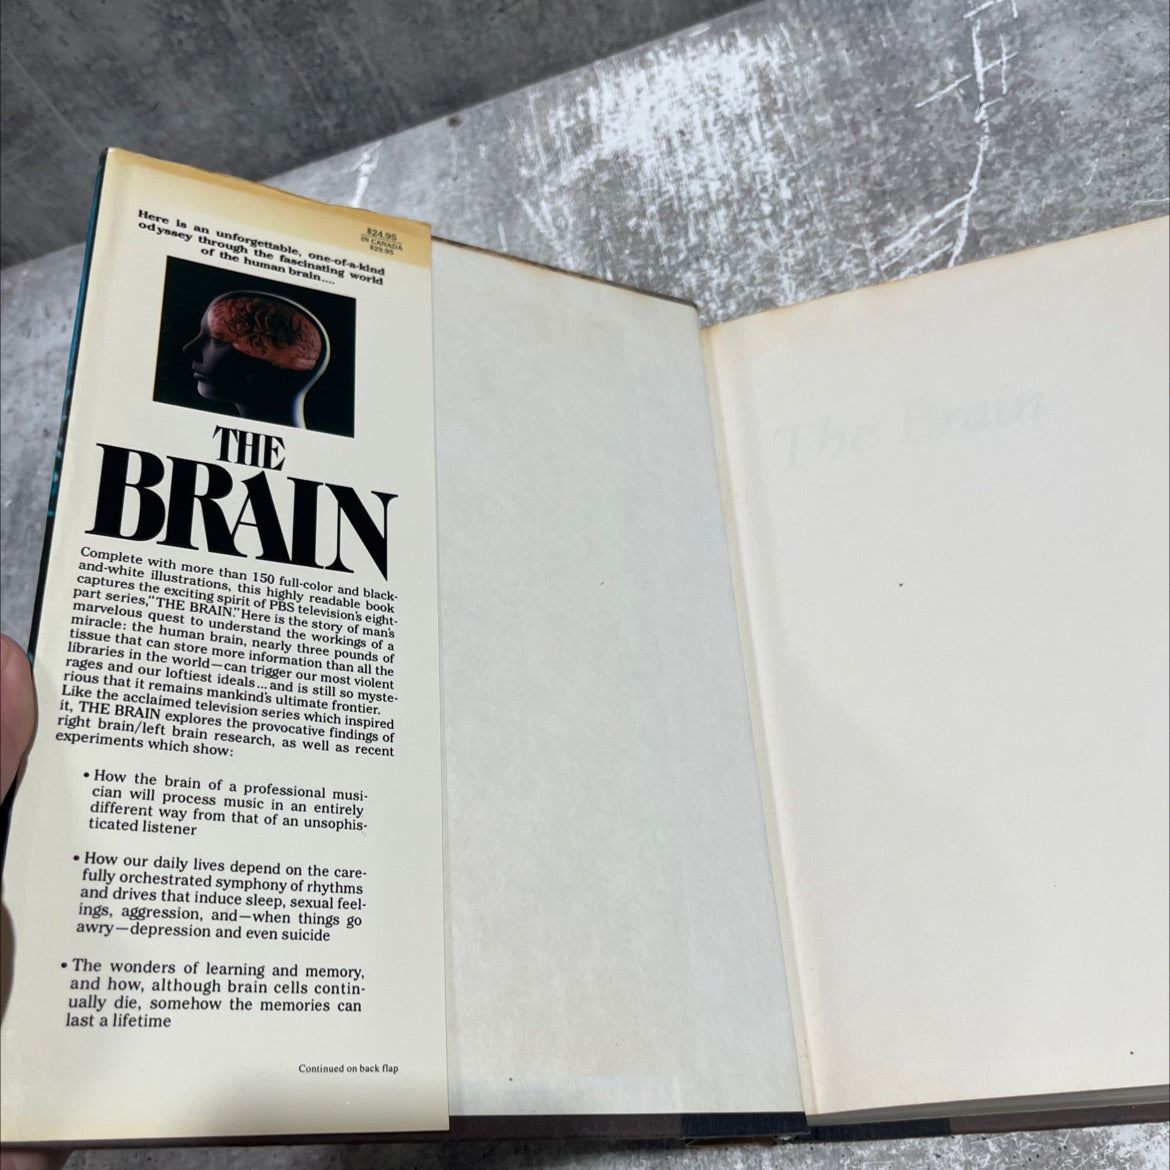 Here is an unforgettable, one-of-a-kind
odyssey through the fascinating world
of the human brain....
$24.95
IN CANADA
$29.95
THE
BRAIN
Complete with more than 150 full-color and black-
and-white illustrations, this highly readable book
captures the exciting spirit of PBS television's eight-
part series, "THE BRAIN." Here is the story of man's
marvelous quest to understand the workings of a
miracle: the human brain, nearly three pounds of
tissue that can store more information than all the
libraries in the world—can trigger our most violent
rages and our loftiest ideals...and is still so myste-
rious that it remains mankind's ultimate frontier.
Like the acclaimed television series which inspired
it, THE BRAIN explores the provocative findings of
right brain/left brain research, as well as recent
experiments which show:
• How the brain of a professional musi-
cian will process music in an entirely
different way from that of an unsophis-
ticated listener
• How our daily lives depend on the care-
fully orchestrated symphony of rhythms
and drives that induce sleep, sexual feel-
ings, aggression, and—when things go
awry—depression and even suicide
• The wonders of learning and memory,
and how, although brain cells contin-
ually die, somehow the memories can
last a lifetime
Continued on back flap
The Brain